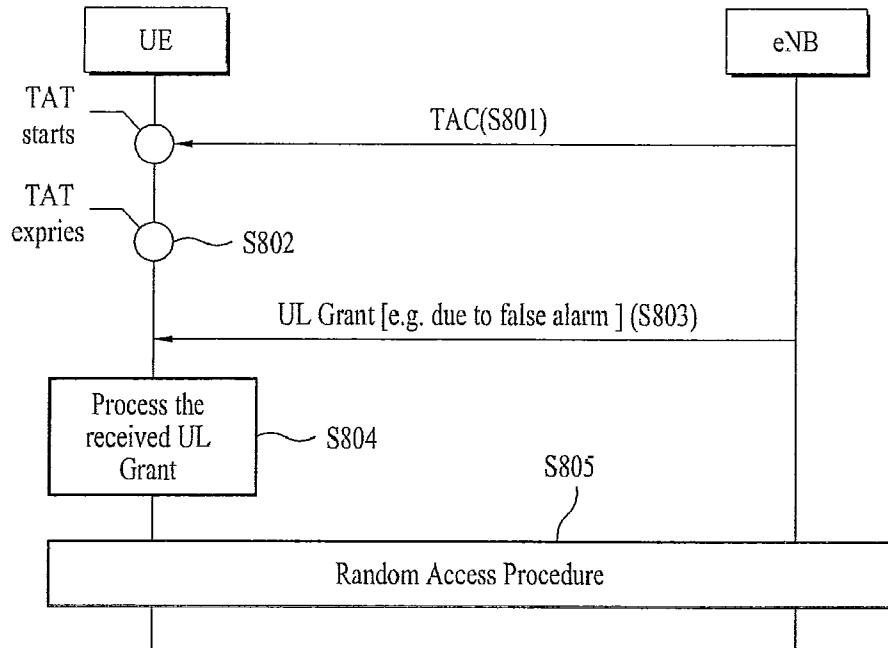 UE
eNB
TAT
starts
TAC(S801)
TAT
expries
S802
UL Grant [e.g. due to false alarm ] (S803)
Process the
received UL
Grant
S804
S805
Random Access Procedure